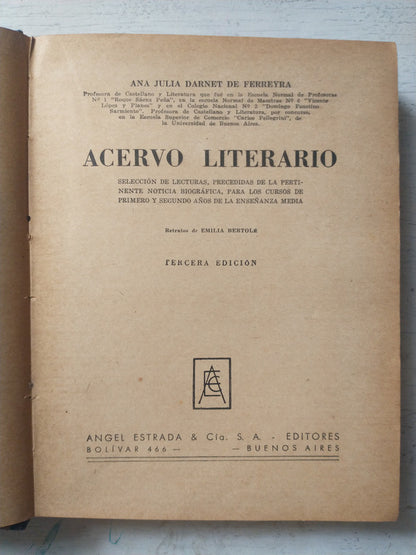 ANA JULIA DARNET DE FERREYRA
Profesora de Castellano y Literatura que fué en la Escuela Normal de Profesoras
Nº 1 "Roque Sáenz Peña", en la escuela Normal de Maestras Nº 4 "Vicente
López y Planes" y en el Colegio Nacional Nº 2 "Domingo Faustino
Sarmiento". Profesora de Castellano y Literatura, por concurso,
en la Escuela Superior de Comercio "Carlos Pellegrini", de
la Universidad de Buenos Aires.
ACERVO LITERARIO
SELECCIÓN DE LECTURAS, PRECEDIDAS DE LA PERTI-
NENTE NOTICIA BIOGRÁFICA, PARA LOS CURSOS DE
PRIMERO Y SEGUNDO AÑOS DE LA ENSEÑANZA MEDIA
Retratos de EMILIA BERTOLE
TERCERA EDICIÓN
ANGEL ESTRADA & Cía. S. A. - EDITORES
BOLÍVAR 466 — — BUENOS AIRES